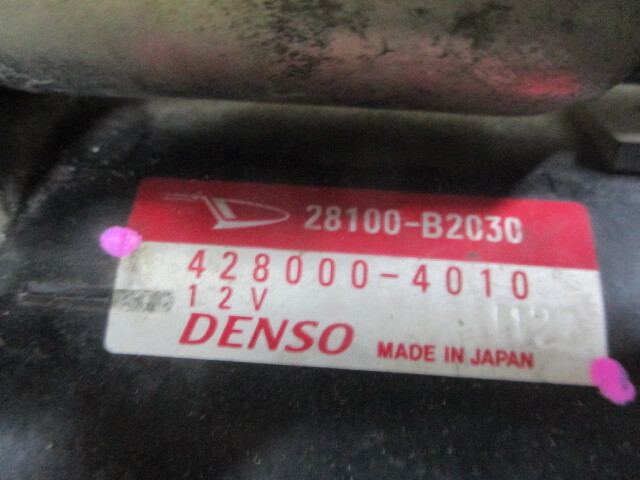 28100-B2030
428000-4010
12V
DENSO MADE IN JAPAN